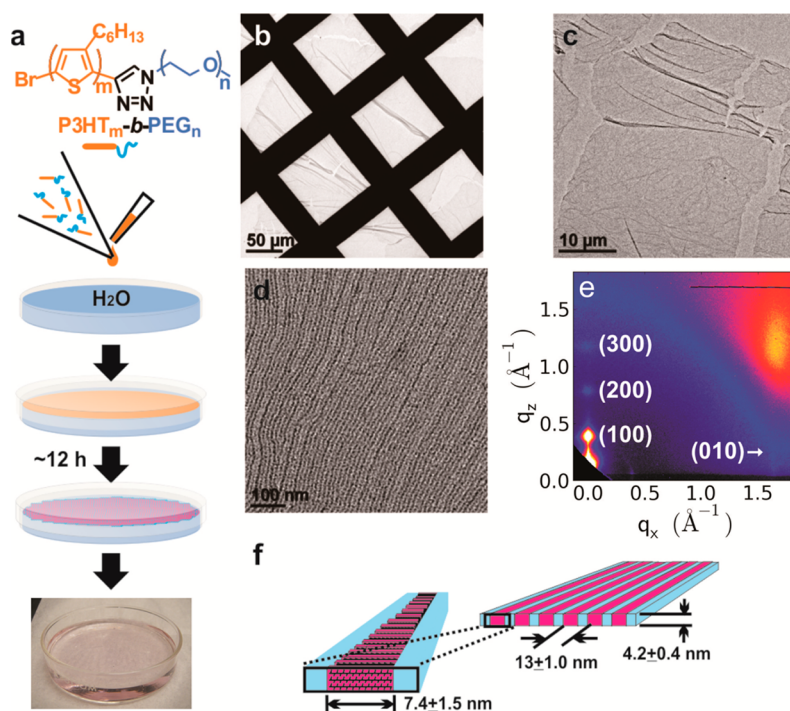 a
C₆H₁₃
Br
S
m
N
N=N
O
n
P3HTₘ-b-PEGₙ
H₂O
~12 h
b
50 µm
c
10 µm
d
100 nm
e
(300)
(200)
(100)
(010)→
qz (Å⁻¹)
1.5
1.0
0.5
0.0
0.0 0.5 1.0 1.5
qx (Å⁻¹)
f
13±1.0 nm
4.2±0.4 nm
7.4±1.5 nm